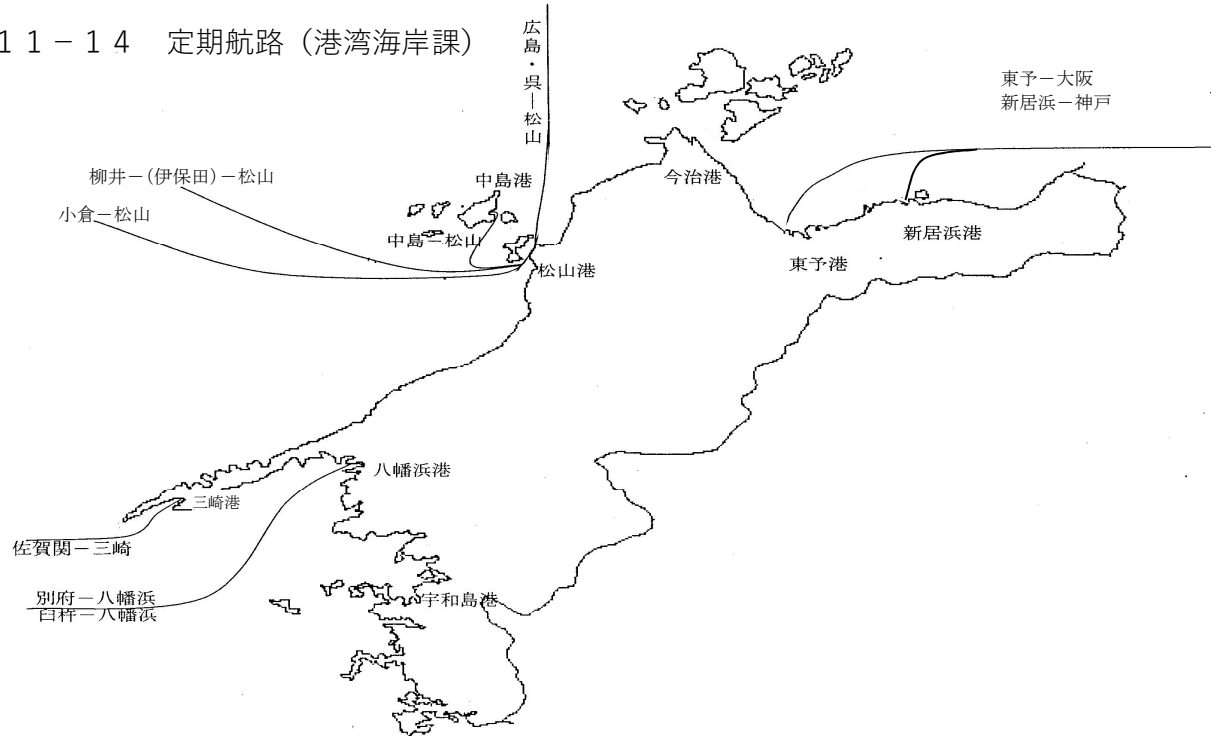 １１－１４　定期航路（港湾海岸課）
広島・呉―松山
東予－大阪
新居浜－神戸
柳井－(伊保田)－松山
小倉－松山
中島港
中島－松山
松山港
今治港
東予港
新居浜港
八幡浜港
三崎港
佐賀関－三崎
別府－八幡浜
臼杵－八幡浜
宇和島港